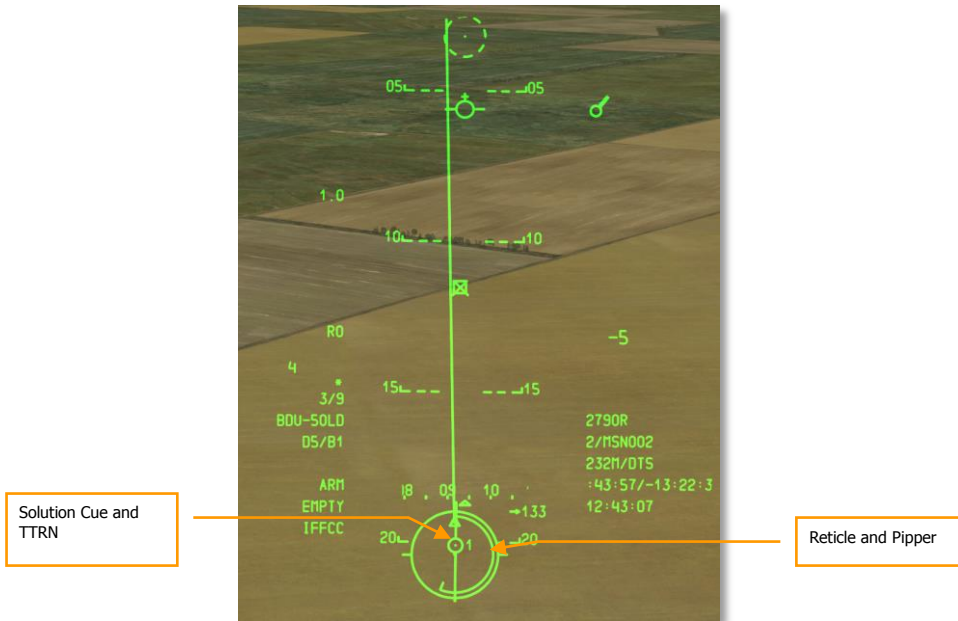 05 05
1.0
10 10
RO -5
4
*
3/9
15 15
BDU-50LD 2790R
D5/B1 2/MSN002
232M/DTS
ARM :43:57/-13:22:3
EMPTY 12:43:07
IFFCC
09 10
→133
20 1 20
Solution Cue and
TTRN
Reticle and Pipper